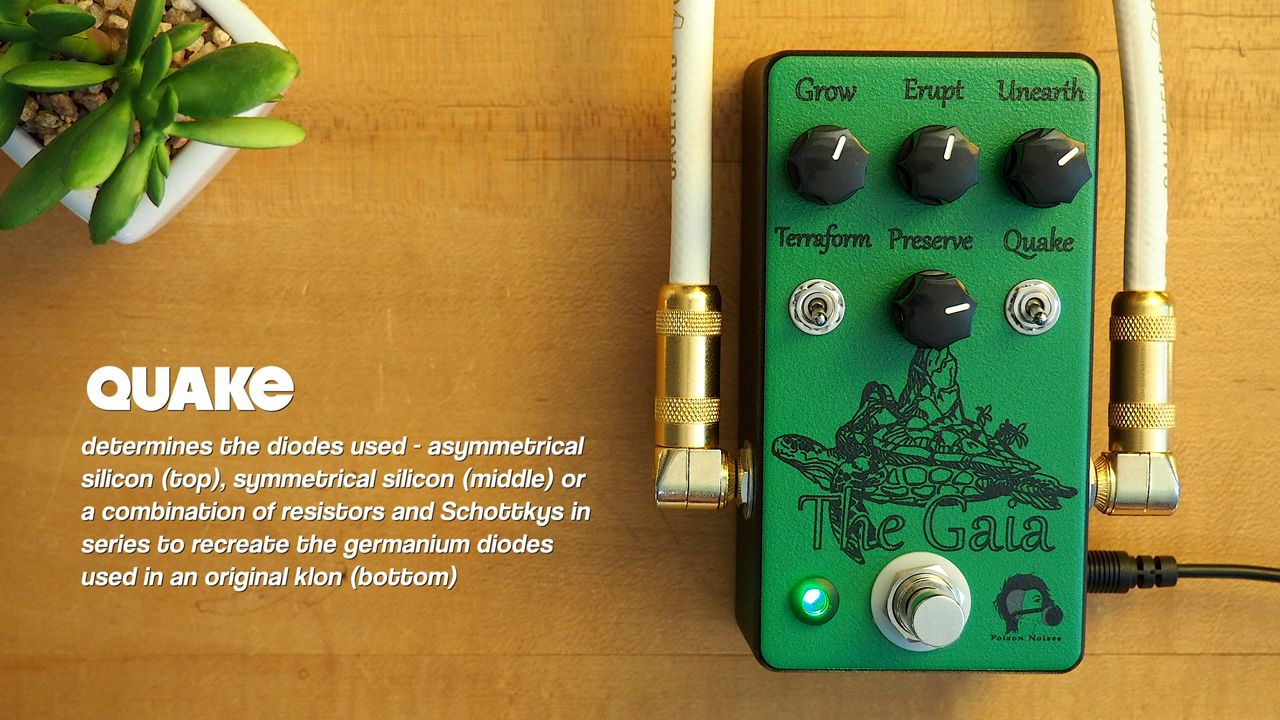 Grow Erupt Unearth
Terraform Preserve Quake
QUAKE
determines the diodes used - asymmetrical
silicon (top), symmetrical silicon (middle) or
a combination of resistors and Schottkys in
series to recreate the germanium diodes
used in an original klon (bottom)
The Gaia
Poison Noises